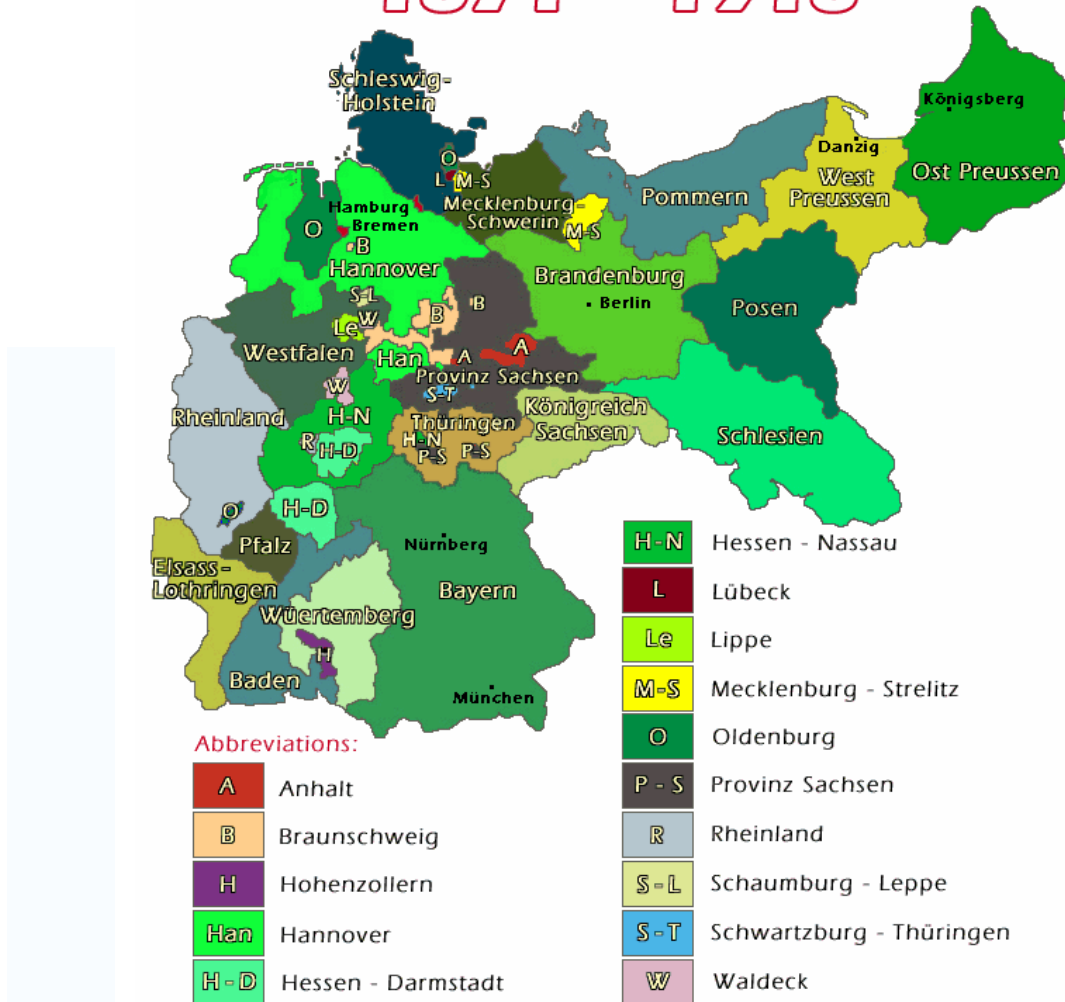 1871 - 1918
Schleswig-
Holstein
Königsberg
Danzig
Ost Preussen
West
Preussen
Pommern
O
L
M-S
Mecklenburg-
Schwerin
M-S
Hamburg
Bremen
O
B
Hannover
Brandenburg
Berlin
Posen
S-L
W
Le
B
B
Westfalen
Han
A
A
Provinz Sachsen
S-T
W
Rheinland
H-N
Thüringen
H-N
P-S
P-S
Königreich
Sachsen
Schlesien
R
H-D
O
H-D
Pfalz
Nürnberg
Elsass-
Lothringen
Bayern
Wüertemberg
H
Baden
München
Abbreviations:
A Anhalt
B Braunschweig
H Hohenzollern
Han Hannover
H-D Hessen - Darmstadt
H-N Hessen - Nassau
L Lübeck
Le Lippe
M-S Mecklenburg - Strelitz
O Oldenburg
P - S Provinz Sachsen
R Rheinland
S-L Schaumburg - Leppe
S-T Schwartzburg - Thüringen
W Waldeck